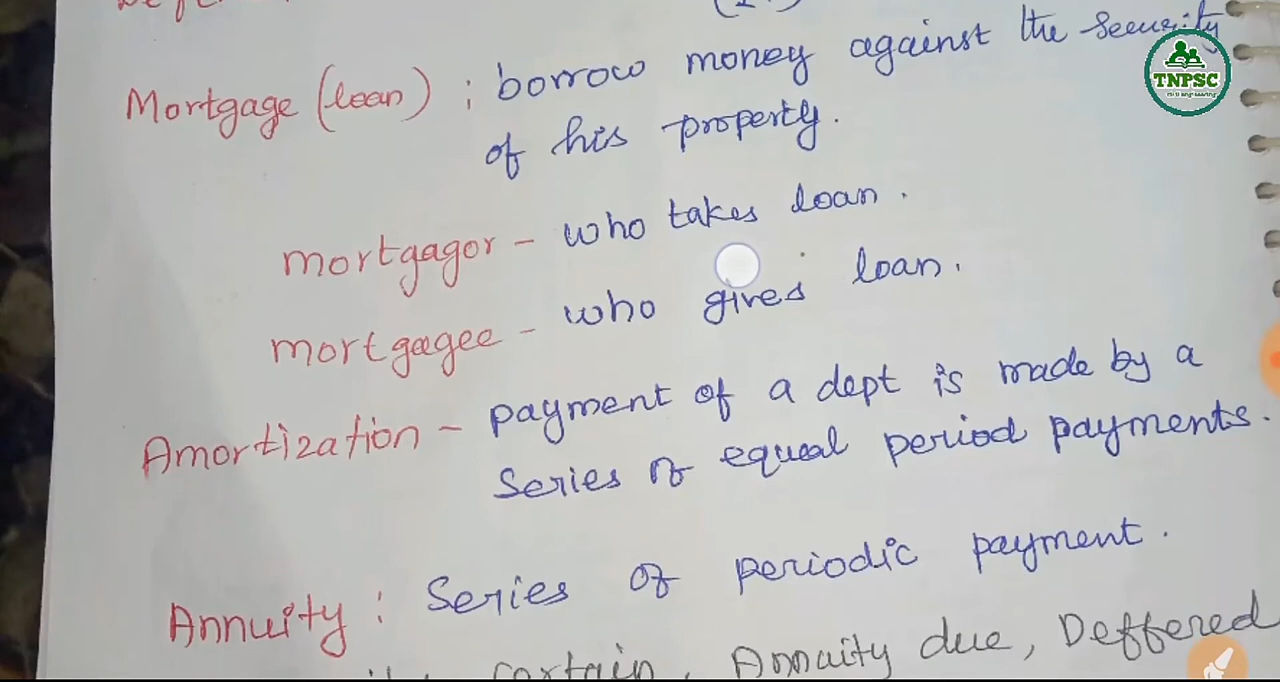 Mortgage (loan) : borrow money against the security
of his property.
mortgagor - who takes loan.
mortgagee - who gives loan.
Amortization - payment of a dept is made by a
Series of equal period payments.
Annuity : Series of periodic payment.
certain, Annuity due, Deffered
TNPSC